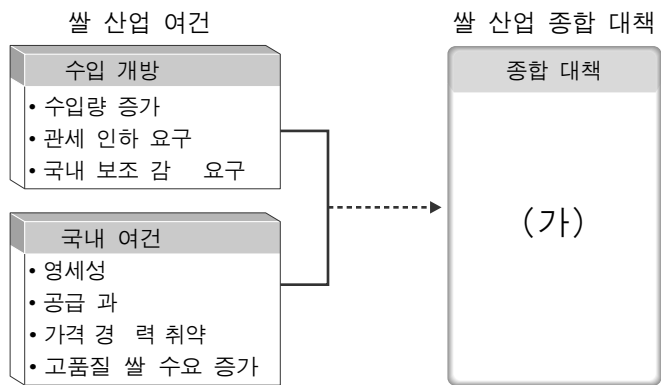 쌀 산업 여건
수입 개방
• 수입량 증가
• 관세 인하 요구
• 국내 보조 감 요구
국내 여건
• 영세성
• 공급 과
• 가격 경 력 취약
• 고품질 쌀 수요 증가
쌀 산업 종합 대책
종합 대책
(가)